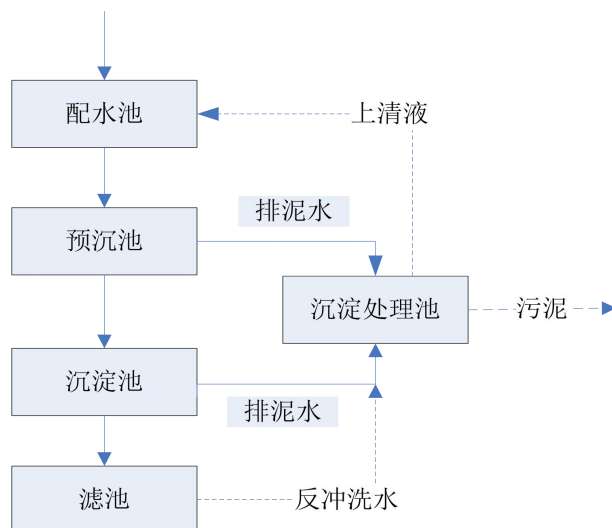 配水池
上清液
排泥水
预沉池
沉淀处理池
污泥
沉淀池
排泥水
滤池
反冲洗水